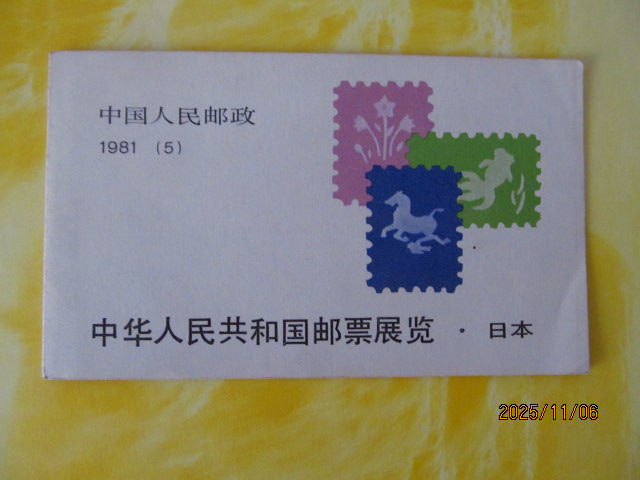 中国人民邮政
1981 (5)
中华人民共和国邮票展览 · 日本
2025/11/06